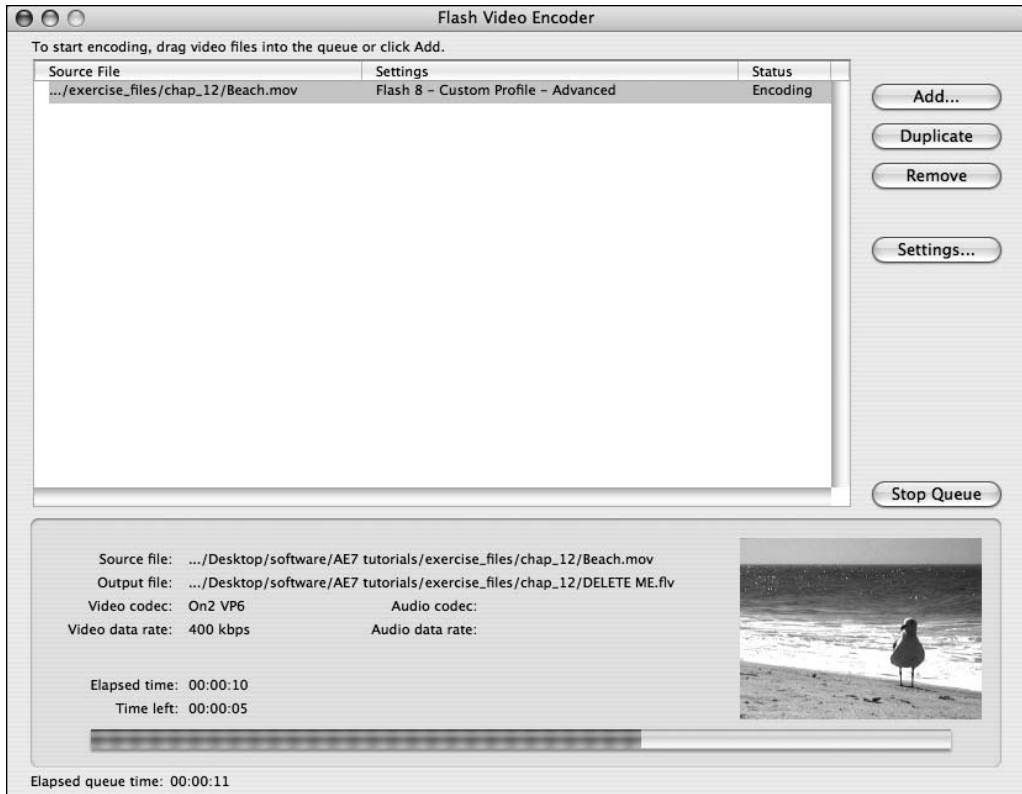 Flash Video Encoder
To start encoding, drag video files into the queue or click Add.
Source File Settings Status
.../exercise_files/chap_12/Beach.mov Flash 8 – Custom Profile – Advanced Encoding
Add...
Duplicate
Remove
Settings...
Stop Queue
Source file: .../Desktop/software/AE7 tutorials/exercise_files/chap_12/Beach.mov
Output file: .../Desktop/software/AE7 tutorials/exercise_files/chap_12/DELETE ME.flv
Video codec: On2 VP6 Audio codec:
Video data rate: 400 kbps Audio data rate:
Elapsed time: 00:00:10
Time left: 00:00:05
Elapsed queue time: 00:00:11